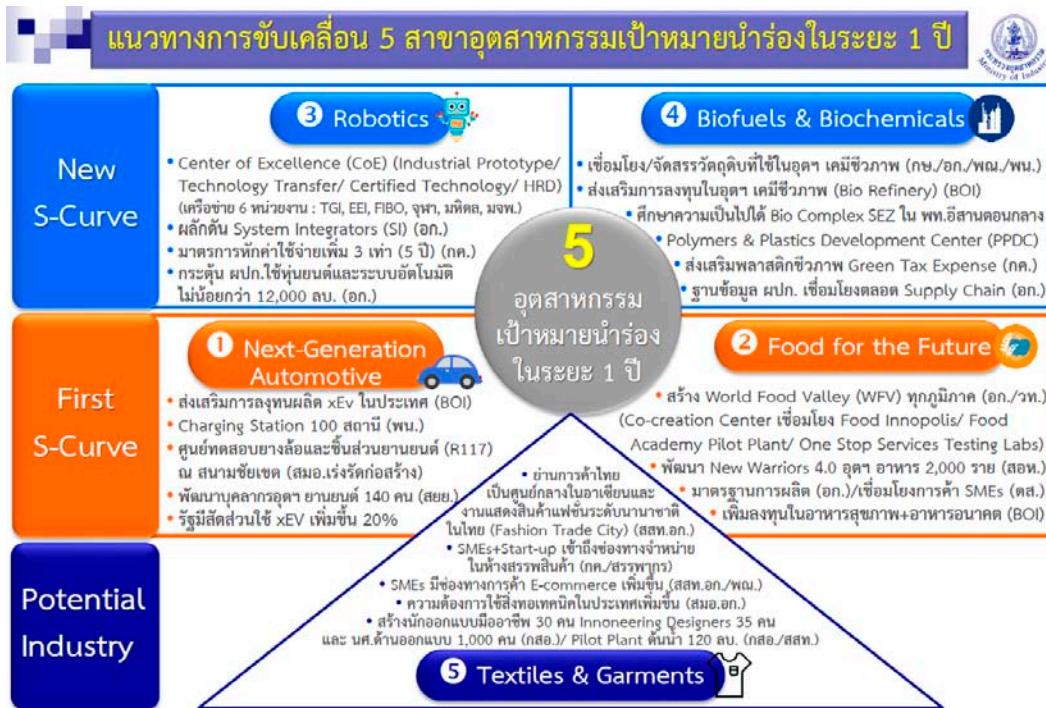 แนวทางการขับเคลื่อน 5 สาขาอุตสาหกรรมเป้าหมายนำร่องในระยะ 1 ปี
กระทรวงอุตสาหกรรม
Ministry of Industry
New
S-Curve
3 Robotics
• Center of Excellence (CoE) (Industrial Prototype/
Technology Transfer/ Certified Technology/ HRD)
(เครือข่าย 6 หน่วยงาน : TGI, EEI, FIBO, จุฬา, มหิดล, มจพ.)
• ผลักดัน System Integrators (SI) (อก.)
• มาตรการหักค่าใช้จ่ายเพิ่ม 3 เท่า (5 ปี) (กค.)
• กระตุ้น ผปก.ใช้หุ่นยนต์และระบบอัตโนมัติ
ไม่น้อยกว่า 12,000 ลบ. (อก.)
4 Biofuels & Biochemicals
• เชื่อมโยง/จัดสรรวัตถุดิบที่ใช้ในอุตฯ เคมีชีวภาพ (กษ./อก./พณ./พน.)
• ส่งเสริมการลงทุนในอุตฯ เคมีชีวภาพ (Bio Refinery) (BOI)
• ศึกษาความเป็นไปได้ Bio Complex SEZ ใน พท.อีสานตอนกลาง
• Polymers & Plastics Development Center (PPDC)
• ส่งเสริมพลาสติกชีวภาพ Green Tax Expense (กค.)
• ฐานข้อมูล ผปก. เชื่อมโยงตลอด Supply Chain (อก.)
5
อุตสาหกรรม
เป้าหมายนำร่อง
ในระยะ 1 ปี
First
S-Curve
1 Next-Generation
Automotive
• ส่งเสริมการลงทุนผลิต xEv ในประเทศ (BOI)
• Charging Station 100 สถานี (พน.)
• ศูนย์ทดสอบยางล้อและชิ้นส่วนยานยนต์ (R117)
ณ สนามชัยเขต (สมอ.เร่งรัดก่อสร้าง)
• พัฒนาบุคลากรอุตฯ ยานยนต์ 140 คน (สยย.)
• รัฐมีสัดส่วนใช้ xEV เพิ่มขึ้น 20%
2 Food for the Future
• สร้าง World Food Valley (WFV) ทุกภูมิภาค (อก./วท.)
(Co-creation Center เชื่อมโยง Food Innopolis/ Food
Academy Pilot Plant/ One Stop Services Testing Labs)
• พัฒนา New Warriors 4.0 อุตฯ อาหาร 2,000 ราย (สอห.)
• มาตรฐานการผลิต (อก.)/เชื่อมโยงการค้า SMEs (ดส.)
• เพิ่มลงทุนในอาหารสุขภาพ+อาหารอนาคต (BOI)
Potential
Industry
• ย่านการค้าไทย
เป็นศูนย์กลางในอาเซียนและ
งานแสดงสินค้าแฟชั่นระดับนานาชาติ
ในไทย (Fashion Trade City) (สสท.อก.)
• SMEs+Start-up เข้าถึงช่องทางจำหน่าย
ในห้างสรรพสินค้า (กค./สรรพากร)
• SMEs มีช่องทางการค้า E-commerce เพิ่มขึ้น (สสท.อก./พณ.)
• ความต้องการใช้สิ่งทอเทคนิคในประเทศเพิ่มขึ้น (สมอ.อก.)
• สร้างนักออกแบบมืออาชีพ 30 คน Innoneering Designers 35 คน
และ นศ.ด้านออกแบบ 1,000 คน (กสอ.)/ Pilot Plant ต้นน้ำ 120 ลบ. (กสอ./สสท.)
5 Textiles & Garments